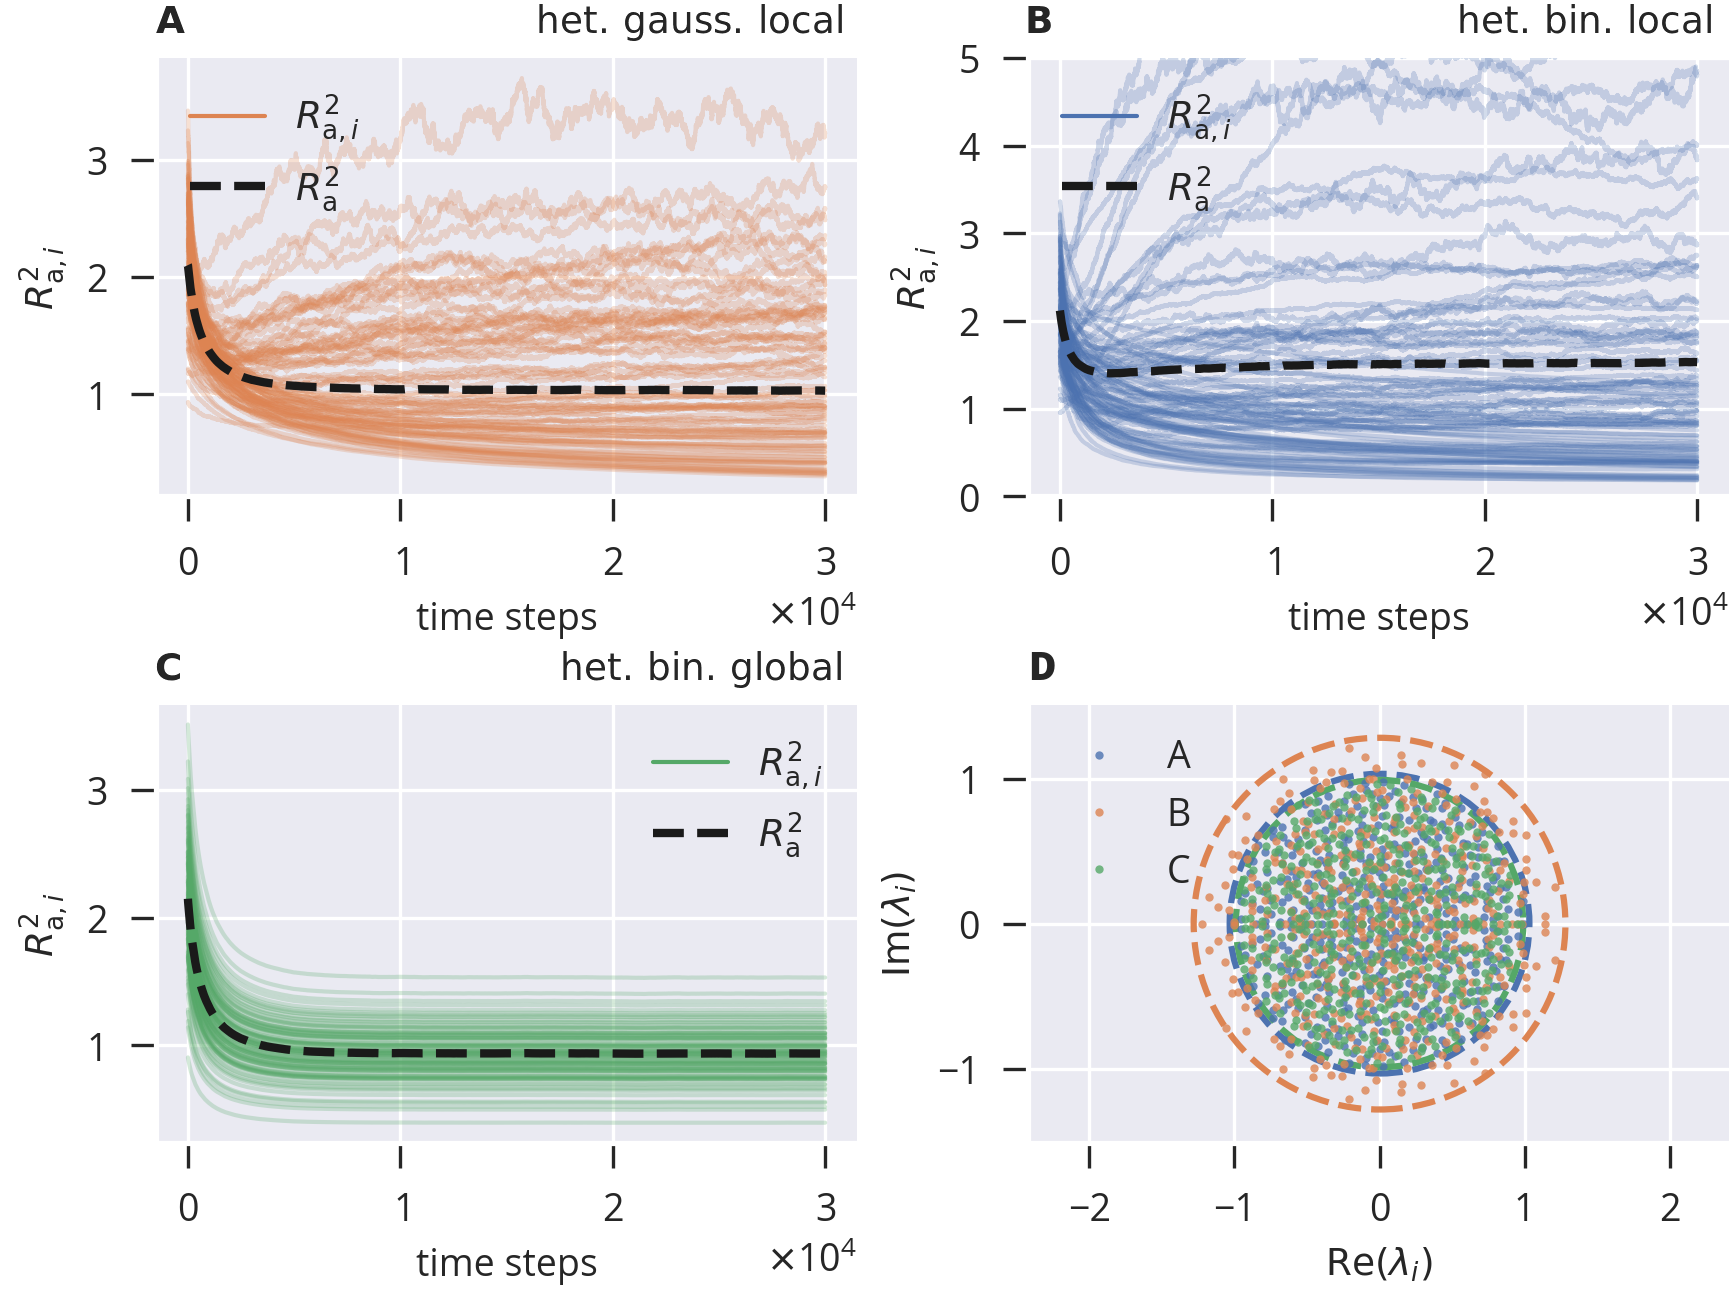 A het. gauss. local
R²ₐ,ᵢ
R²ₐ
3
2
1
R²ₐ,ᵢ
0 1 2 3
×10⁴
time steps
B het. bin. local
R²ₐ,ᵢ
R²ₐ
5
4
3
2
1
0
R²ₐ,ᵢ
0 1 2 3
×10⁴
time steps
C het. bin. global
R²ₐ,ᵢ
R²ₐ
3
2
1
R²ₐ,ᵢ
0 1 2 3
×10⁴
time steps
D
A
B
C
1
0
−1
Im(λᵢ)
−2 −1 0 1 2
Re(λᵢ)